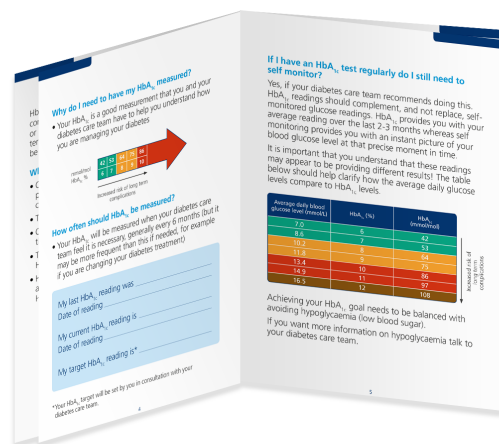 Why do I need to have my HbA1c measured?
• Your HbA1c is a good measurement that you and your
diabetes care team have to help you understand how
you are managing your diabetes
mmol/mol 42 53 64 75 86
HbA1c % 6 7 8 9 10
Increased risk of long term
complications
How often should HbA1c be measured?
• Your HbA1c will be measured when your diabetes care
team feel it is necessary, generally every 6 months (but it
may be more frequent than this if needed, for example
if you are changing your diabetes treatment)
My last HbA1c reading was
Date of reading
My current HbA1c reading is
Date of reading
My target HbA1c reading is*
*Your HbA1c target will be set by you in consultation with your
diabetes care team.
4
If I have an HbA1c test regularly do I still need to
self monitor?
Yes, if your diabetes care team recommends doing this.
HbA1c readings should complement, and not replace, self-
monitored glucose readings. HbA1c provides you with your
average reading over the last 2-3 months whereas self
monitoring provides you with an instant picture of your
blood glucose level at that precise moment in time.
It is important that you understand that these readings
may appear to be providing different results! The table
below should help clarify how the average daily glucose
levels compare to HbA1c levels.
Average daily blood glucose level (mmol/L) HbA1c (%) HbA1c (mmol/mol)
7.0 6 42
8.6 7 53
10.2 8 64
11.8 9 75
13.4 10 86
14.9 11 97
16.5 12 108
Increased risk of
long term
complications
Achieving your HbA1c goal needs to be balanced with
avoiding hypoglycaemia (low blood sugar).
If you want more information on hypoglycaemia talk to
your diabetes care team.
5